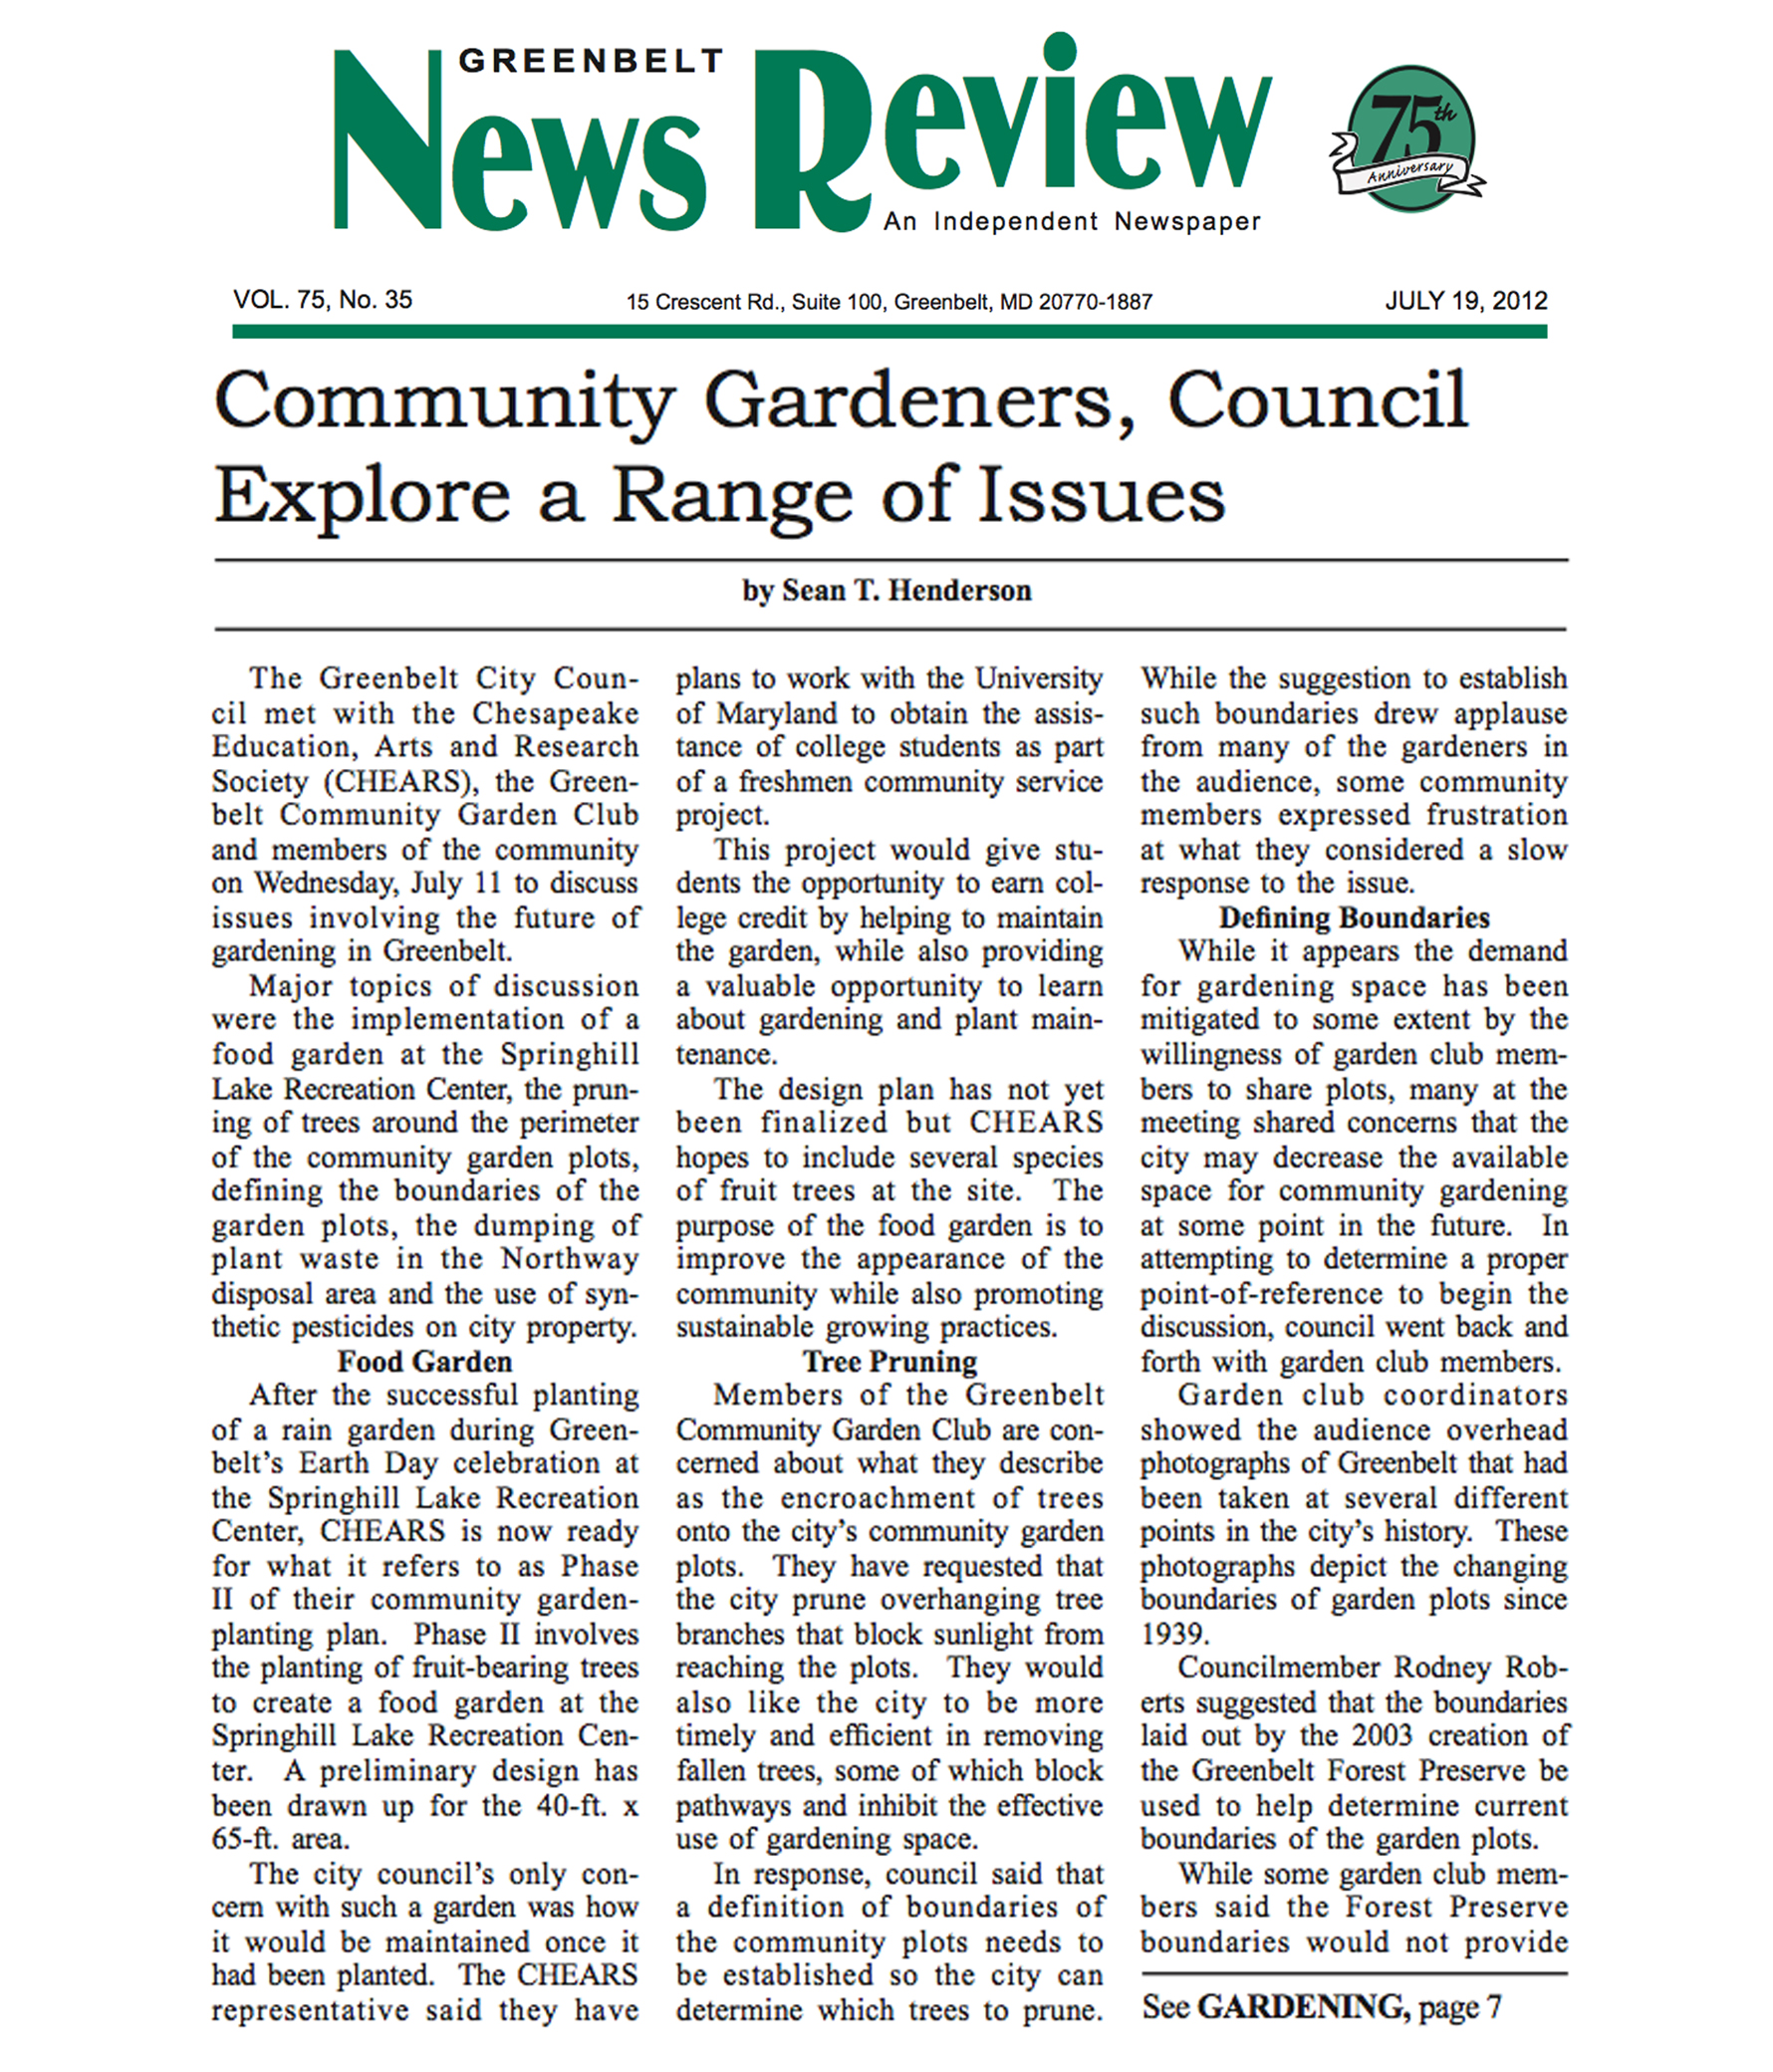 GREENBELT
News Review
An Independent Newspaper
75th
Anniversary
VOL. 75, No. 35
15 Crescent Rd., Suite 100, Greenbelt, MD 20770-1887
JULY 19, 2012
Community Gardeners, Council
Explore a Range of Issues
by Sean T. Henderson
The Greenbelt City Coun-
cil met with the Chesapeake
Education, Arts and Research
Society (CHEARS), the Green-
belt Community Garden Club
and members of the community
on Wednesday, July 11 to discuss
issues involving the future of
gardening in Greenbelt.
Major topics of discussion
were the implementation of a
food garden at the Springhill
Lake Recreation Center, the prun-
ing of trees around the perimeter
of the community garden plots,
defining the boundaries of the
garden plots, the dumping of
plant waste in the Northway
disposal area and the use of syn-
thetic pesticides on city property.
Food Garden
After the successful planting
of a rain garden during Green-
belt's Earth Day celebration at
the Springhill Lake Recreation
Center, CHEARS is now ready
for what it refers to as Phase
II of their community garden-
planting plan. Phase II involves
the planting of fruit-bearing trees
to create a food garden at the
Springhill Lake Recreation Cen-
ter. A preliminary design has
been drawn up for the 40-ft. x
65-ft. area.
The city council's only con-
cern with such a garden was how
it would be maintained once it
had been planted. The CHEARS
representative said they have
plans to work with the University
of Maryland to obtain the assis-
tance of college students as part
of a freshmen community service
project.
This project would give stu-
dents the opportunity to earn col-
lege credit by helping to maintain
the garden, while also providing
a valuable opportunity to learn
about gardening and plant main-
tenance.
The design plan has not yet
been finalized but CHEARS
hopes to include several species
of fruit trees at the site. The
purpose of the food garden is to
improve the appearance of the
community while also promoting
sustainable growing practices.
Tree Pruning
Members of the Greenbelt
Community Garden Club are con-
cerned about what they describe
as the encroachment of trees
onto the city's community garden
plots. They have requested that
the city prune overhanging tree
branches that block sunlight from
reaching the plots. They would
also like the city to be more
timely and efficient in removing
fallen trees, some of which block
pathways and inhibit the effective
use of gardening space.
In response, council said that
a definition of boundaries of
the community plots needs to
be established so the city can
determine which trees to prune.
While the suggestion to establish
such boundaries drew applause
from many of the gardeners in
the audience, some community
members expressed frustration
at what they considered a slow
response to the issue.
Defining Boundaries
While it appears the demand
for gardening space has been
mitigated to some extent by the
willingness of garden club mem-
bers to share plots, many at the
meeting shared concerns that the
city may decrease the available
space for community gardening
at some point in the future. In
attempting to determine a proper
point-of-reference to begin the
discussion, council went back and
forth with garden club members.
Garden club coordinators
showed the audience overhead
photographs of Greenbelt that had
been taken at several different
points in the city's history. These
photographs depict the changing
boundaries of garden plots since
1939.
Councilmember Rodney Rob-
erts suggested that the boundaries
laid out by the 2003 creation of
the Greenbelt Forest Preserve be
used to help determine current
boundaries of the garden plots.
While some garden club mem-
bers said the Forest Preserve
boundaries would not provide
See GARDENING, page 7